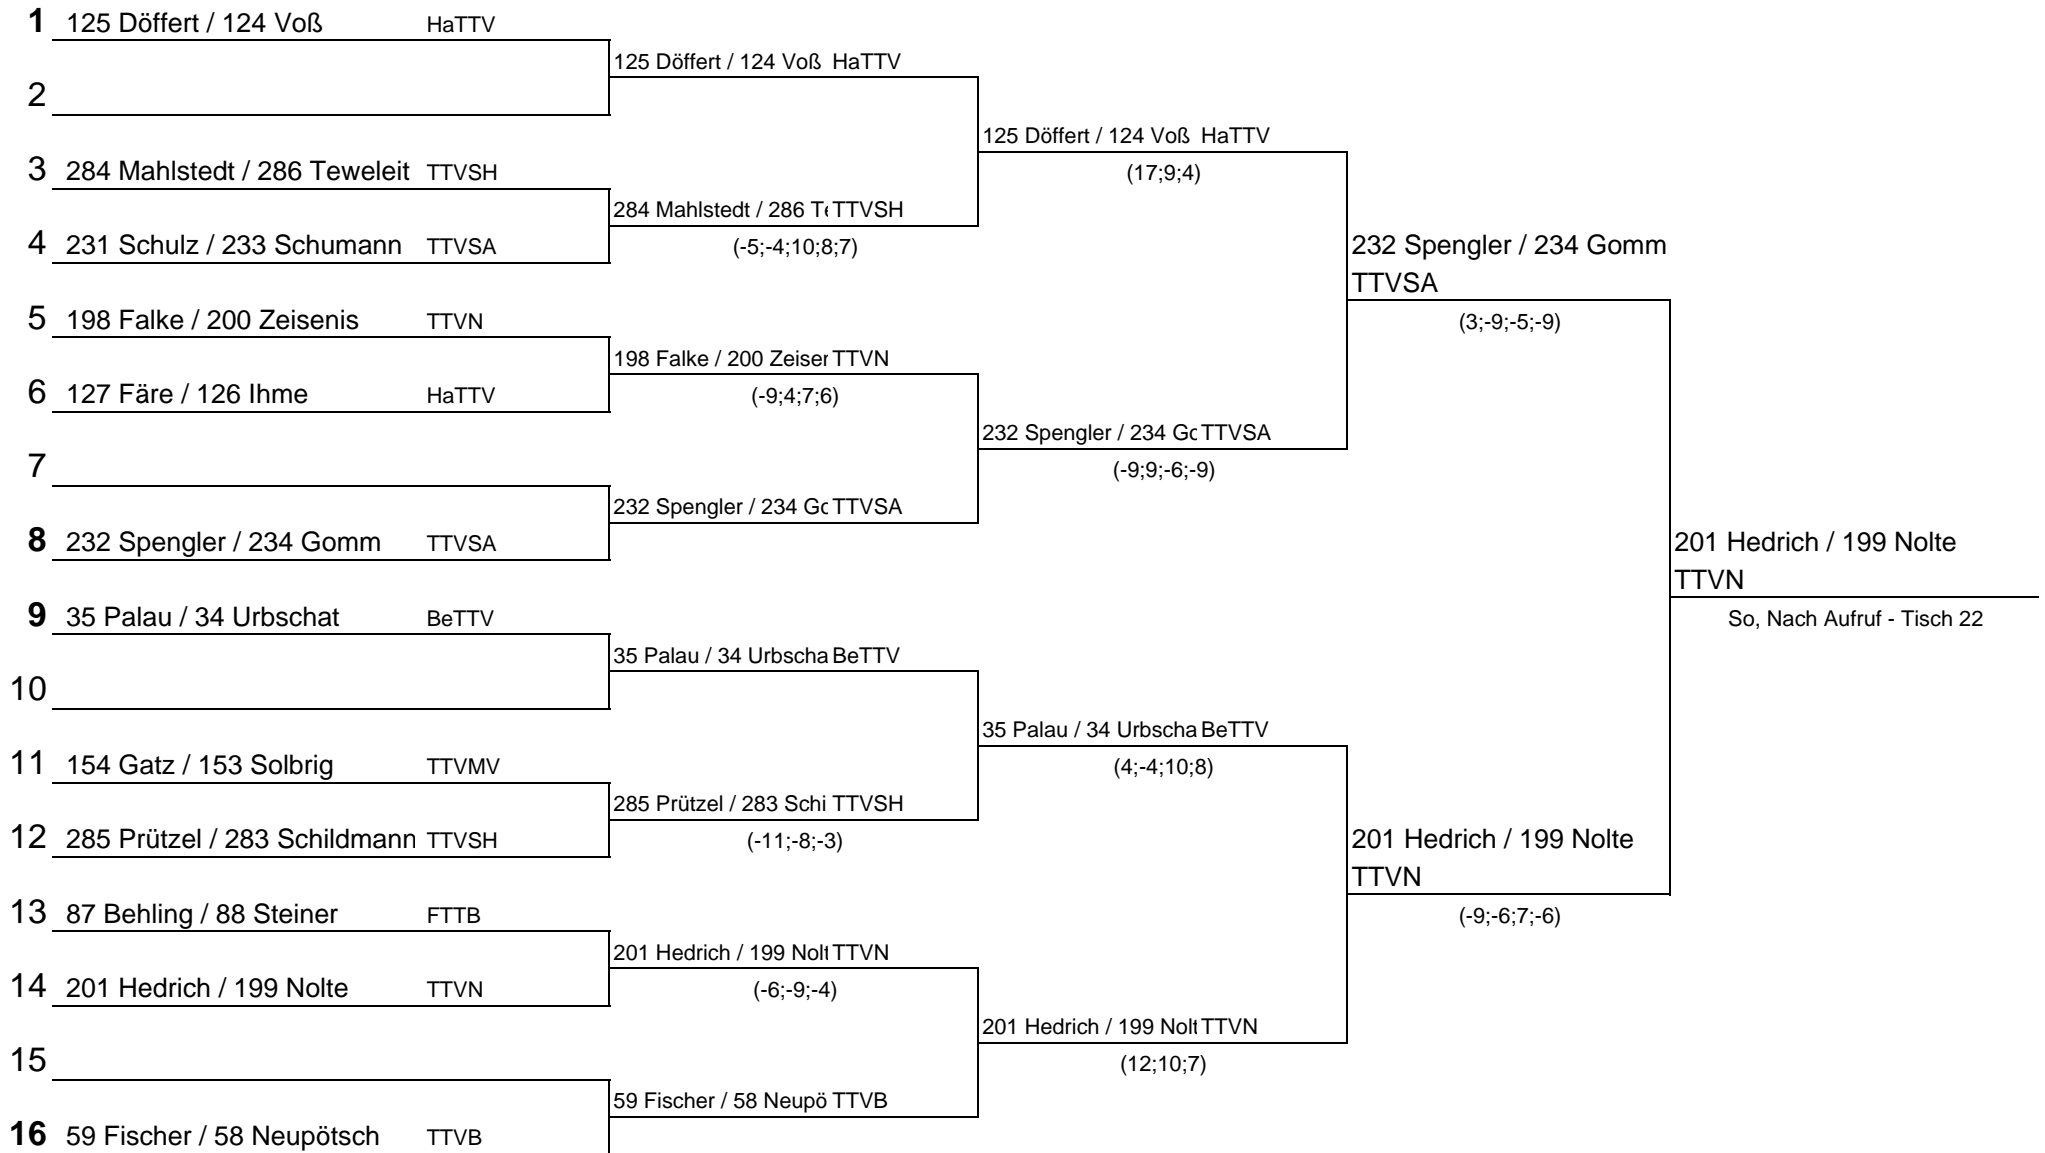 1 125 Döffert / 124 Voß HaTTV
125 Döffert / 124 Voß HaTTV
2
125 Döffert / 124 Voß HaTTV
3 284 Mahlstedt / 286 Teweleit TTVSH
(17;9;4)
284 Mahlstedt / 286 Te TTVSH
4 231 Schulz / 233 Schumann TTVSA
(-5;-4;10;8;7)
232 Spengler / 234 Gomm
TTVSA
5 198 Falke / 200 Zeisenis TTVN
(3;-9;-5;-9)
198 Falke / 200 Zeiser TTVN
6 127 Färe / 126 Ihme HaTTV
(-9;4;7;6)
232 Spengler / 234 Gc TTVSA
7
(-9;9;-6;-9)
232 Spengler / 234 Gc TTVSA
8 232 Spengler / 234 Gomm TTVSA
201 Hedrich / 199 Nolte
TTVN
9 35 Palau / 34 Urbschat BeTTV
So, Nach Aufruf - Tisch 22
35 Palau / 34 Urbscha BeTTV
10
35 Palau / 34 Urbscha BeTTV
11 154 Gatz / 153 Solbrig TTVMV
(4;-4;10;8)
285 Prützel / 283 Schi TTVSH
12 285 Prützel / 283 Schildmann TTVSH
(-11;-8;-3)
201 Hedrich / 199 Nolte
TTVN
13 87 Behling / 88 Steiner FTTB
(-9;-6;7;-6)
201 Hedrich / 199 Nolt TTVN
14 201 Hedrich / 199 Nolte TTVN
(-6;-9;-4)
201 Hedrich / 199 Nolt TTVN
15
(12;10;7)
59 Fischer / 58 Neupö TTVB
16 59 Fischer / 58 Neupötsch TTVB